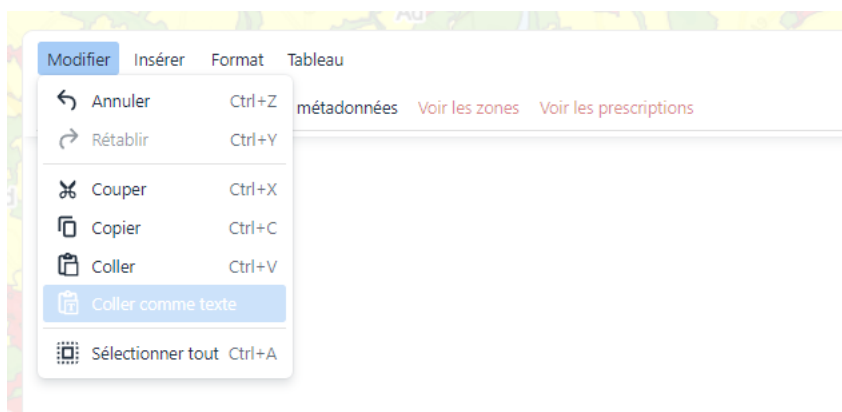 Modifier Insérer Format Tableau
Annuler Ctrl+Z métadonnées Voir les zones Voir les prescriptions
Rétablir Ctrl+Y
Couper Ctrl+X
Copier Ctrl+C
Coller Ctrl+V
Coller comme texte
Sélectionner tout Ctrl+A